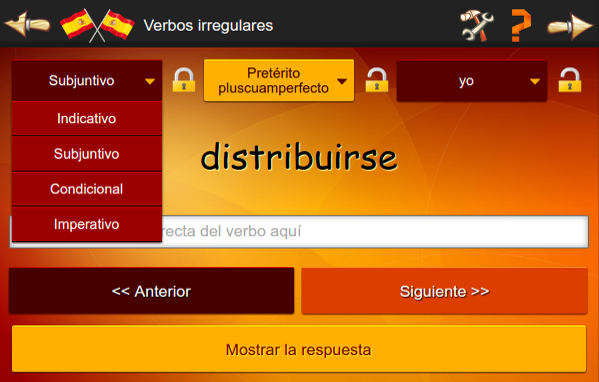 Verbos irregulares
Subjuntivo
Pretérito
pluscuamperfecto
yo
Indicativo
Subjuntivo
Condicional
Imperativo
distribuirse
recta del verbo aquí
<< Anterior
Siguiente >>
Mostrar la respuesta